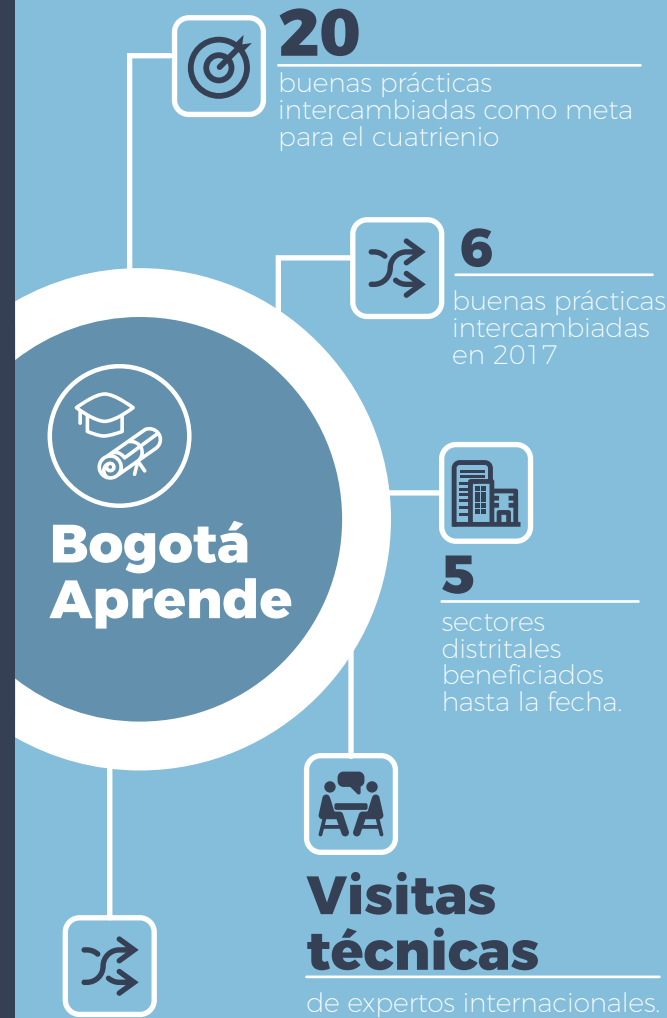 20
buenas prácticas
intercambiadas como meta
para el cuatrienio
6
buenas prácticas
intercambiadas
en 2017
Bogotá
Aprende
5
sectores
distritales
beneficiados
hasta la fecha.
Visitas
técnicas
de expertos internacionales.